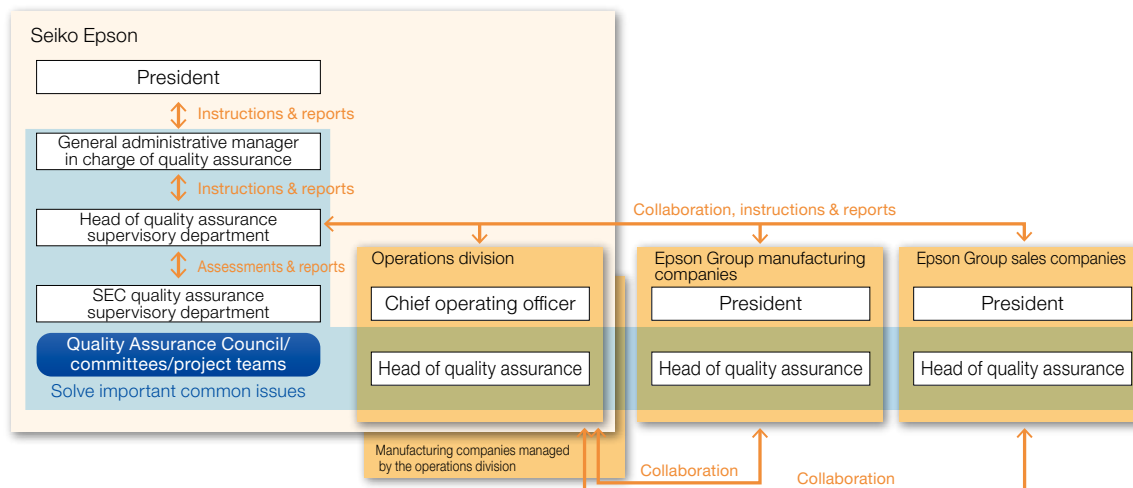 Seiko Epson
President
Instructions & reports
General administrative manager
in charge of quality assurance
Instructions & reports
Head of quality assurance
supervisory department
Collaboration, instructions & reports
Assessments & reports
SEC quality assurance
supervisory department
Quality Assurance Council/
committees/project teams
Solve important common issues
Operations division
Chief operating officer
Head of quality assurance
Manufacturing companies managed
by the operations division
Epson Group manufacturing
companies
President
Head of quality assurance
Epson Group sales companies
President
Head of quality assurance
Collaboration
Collaboration